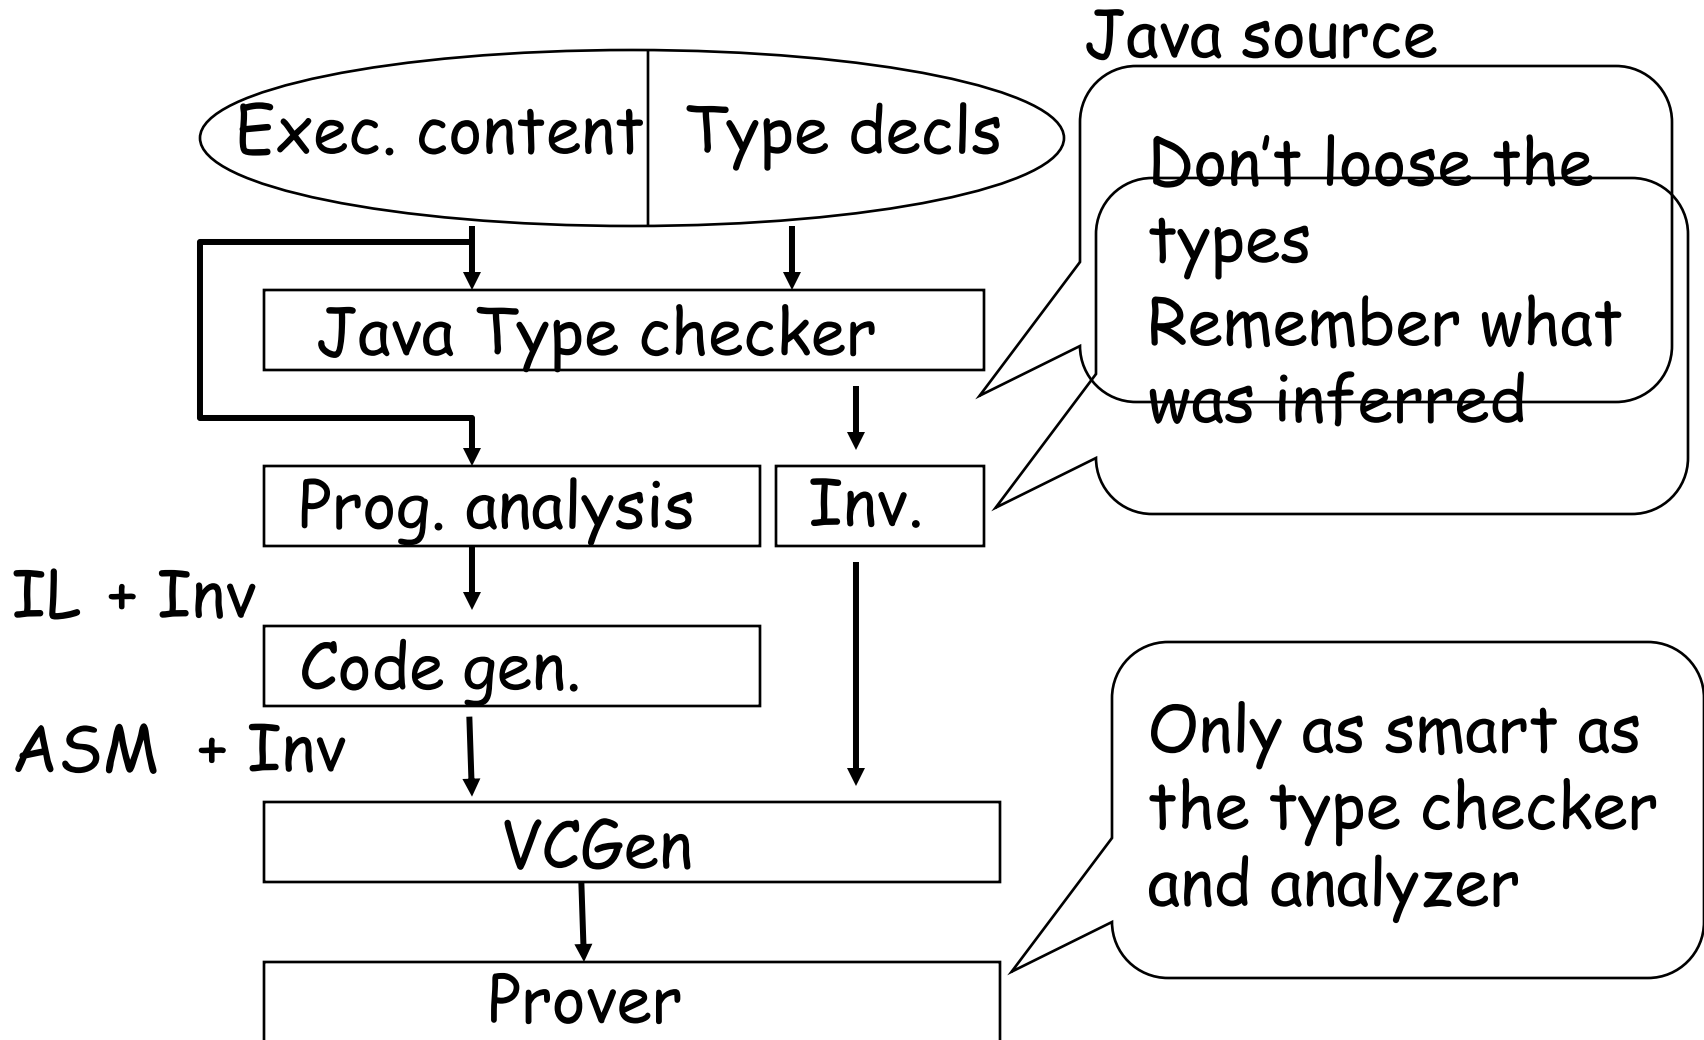 Java source
Exec. content
Type decls
Don't loose the
types
Remember what
was inferred
Java Type checker
Prog. analysis
Inv.
IL + Inv
Code gen.
ASM + Inv
Only as smart as
the type checker
and analyzer
VCGen
Prover